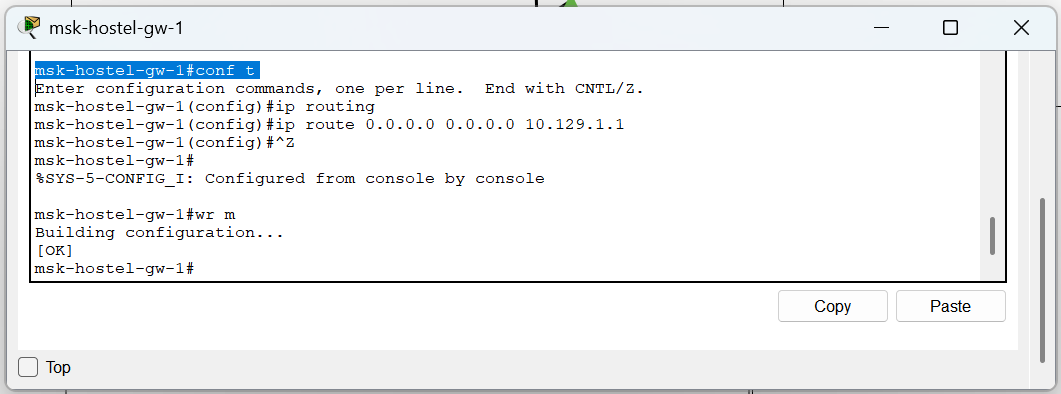 msk-hostel-gw-1
msk-hostel-gw-1#conf t
Enter configuration commands, one per line.  End with CNTL/Z.
msk-hostel-gw-1(config)#ip routing
msk-hostel-gw-1(config)#ip route 0.0.0.0 0.0.0.0 10.129.1.1
msk-hostel-gw-1(config)#^Z
msk-hostel-gw-1#
%SYS-5-CONFIG_I: Configured from console by console
msk-hostel-gw-1#wr m
Building configuration...
[OK]
msk-hostel-gw-1#
Copy
Paste
Top